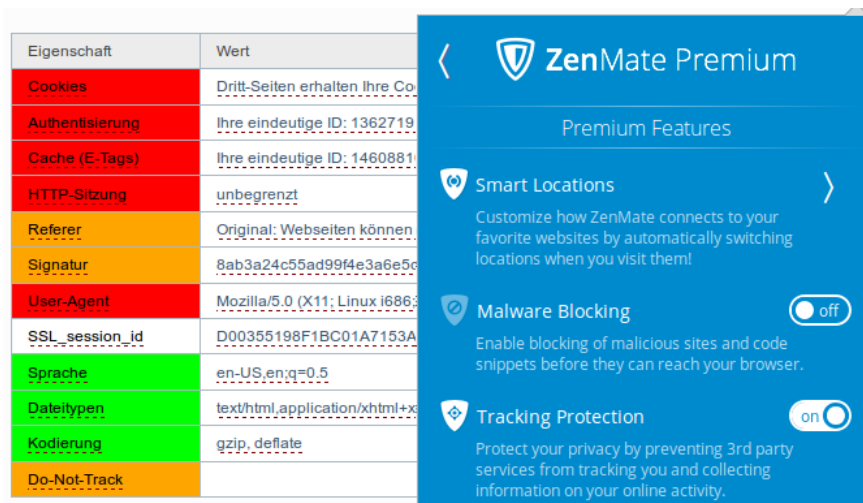 Eigenschaft Wert
Cookies Dritt-Seiten erhalten Ihre
Authentisierung Ihre eindeutige ID: 1362719
Cache (E-Tags) Ihre eindeutige ID: 1460881
HTTP-Sitzung unbegrenzt
Referer Original: Webseiten können
Signatur 8ab3a24c55ad99f4e3a6e5
User-Agent Mozilla/5.0 (X11; Linux i686;
SSL_session_id D00355198F1BC01A7153A
Sprache en-US,en;q=0.5
Dateitypen text/html,application/xhtml+x
Kodierung gzip, deflate
Do-Not-Track
ZenMate Premium
Premium Features
Smart Locations
Customize how ZenMate connects to your
favorite websites by automatically switching
locations when you visit them!
Malware Blocking off
Enable blocking of malicious sites and code
snippets before they can reach your browser.
Tracking Protection on
Protect your privacy by preventing 3rd party
services from tracking you and collecting
information on your online activity.